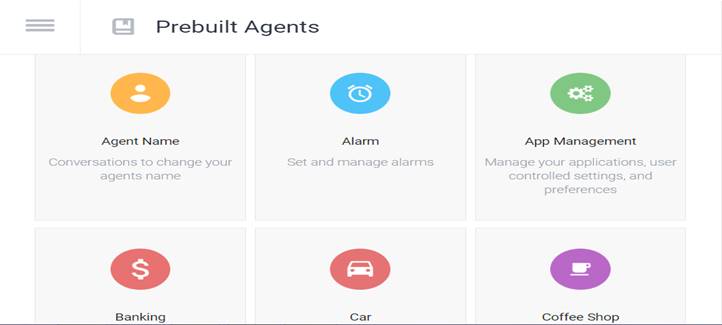 Prebuilt Agents
Agent Name
Conversations to change your
agents name
Alarm
Set and manage alarms
App Management
Manage your applications, user
controlled settings, and
preferences
Banking
Car
Coffee Shop